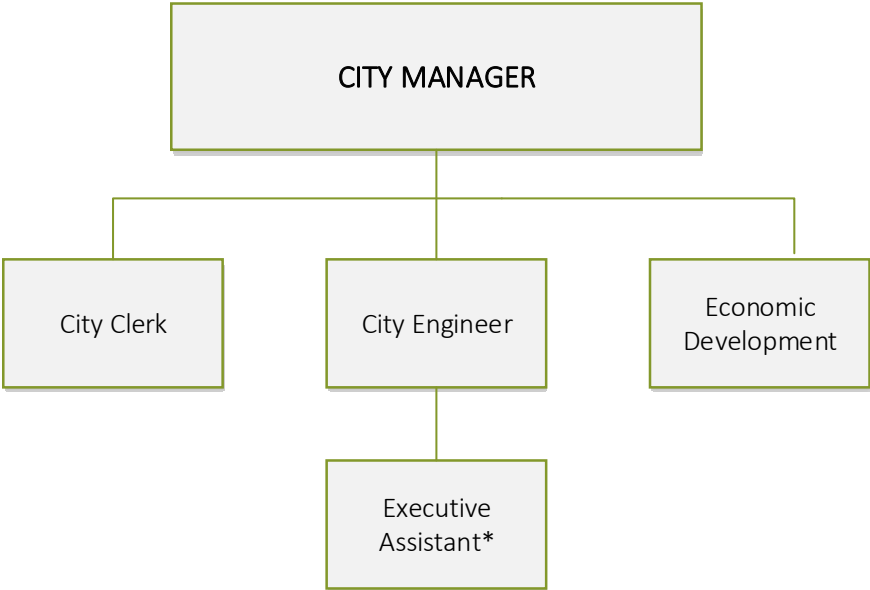 CITY MANAGER
City Clerk
City Engineer
Economic
Development
Executive
Assistant*